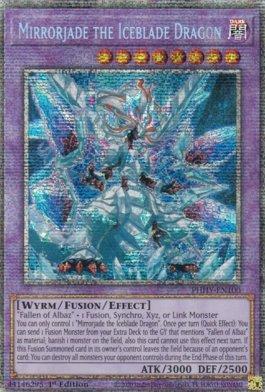 Mirrorjade the Iceblade Dragon
DARK
PHHY-EN100
[Wyrm/Fusion/Effect]
"Fallen of Albaz" + 1 Fusion, Synchro, Xyz, or Link Monster
You can only control 1 "Mirrorjade the Iceblade Dragon". Once per turn (Quick Effect): You
can send 1 Fusion Monster from your Extra Deck to the GY that mentions "Fallen of Albaz" as
material; banish 1 monster on the field, also this card cannot use this effect next turn. If
this Fusion Summoned card in its owner's control leaves the field because of an opponent's
card: You can destroy all monsters your opponent controls during the End Phase of this turn.
ATK/3000 DEF/2500
44146295 1st Edition